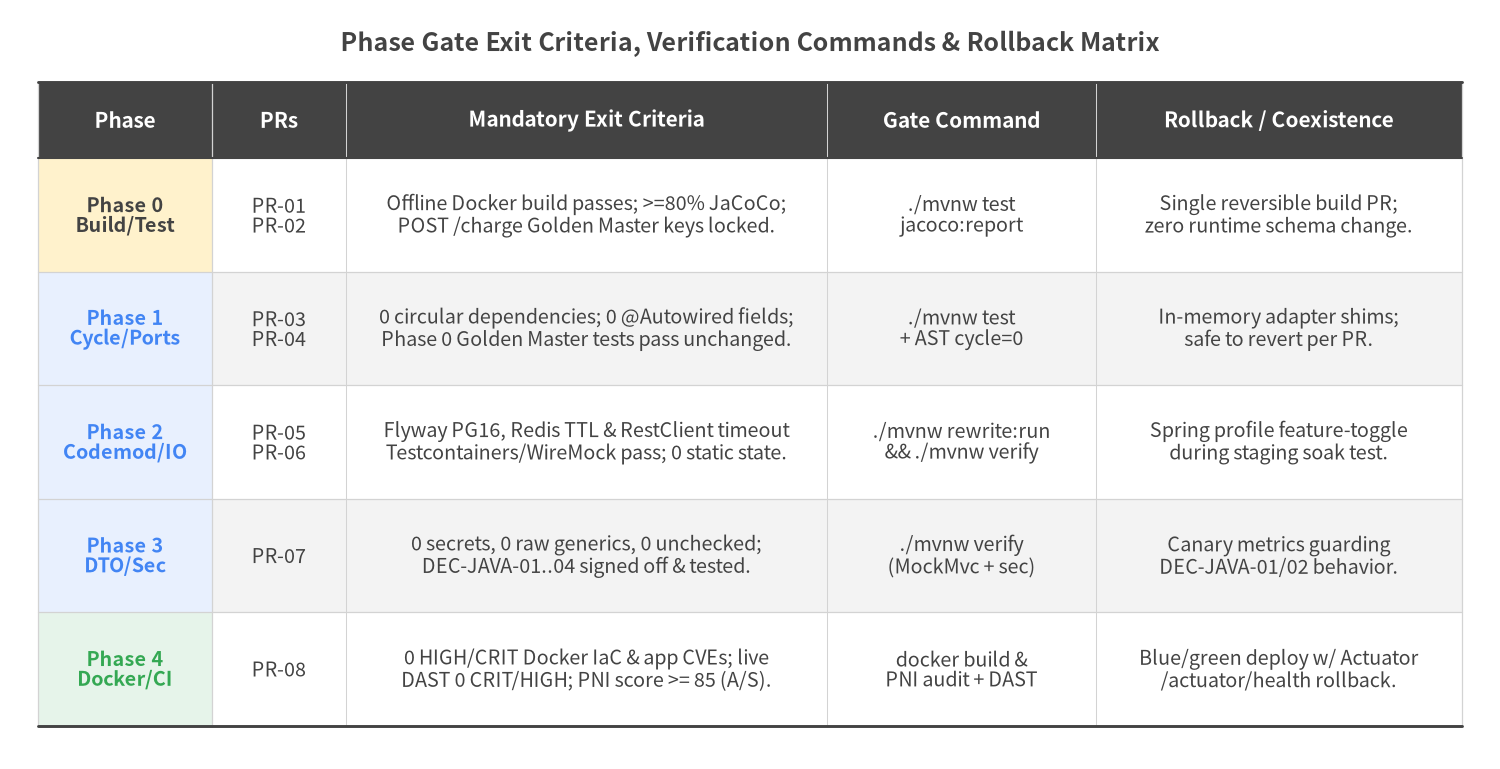 Phase Gate Exit Criteria, Verification Commands & Rollback Matrix
Phase
PRs
Mandatory Exit Criteria
Gate Command
Rollback / Coexistence
Phase 0
Build/Test
PR-01
PR-02
Offline Docker build passes; >=80% JaCoCo;
POST /charge Golden Master keys locked.
./mvnw test
jacoco:report
Single reversible build PR;
zero runtime schema change.
Phase 1
Cycle/Ports
PR-03
PR-04
0 circular dependencies; 0 @Autowired fields;
Phase 0 Golden Master tests pass unchanged.
./mvnw test
+ AST cycle=0
In-memory adapter shims;
safe to revert per PR.
Phase 2
Codemod/IO
PR-05
PR-06
Flyway PG16, Redis TTL & RestClient timeout
Testcontainers/WireMock pass; 0 static state.
./mvnw rewrite:run
&& ./mvnw verify
Spring profile feature-toggle
during staging soak test.
Phase 3
DTO/Sec
PR-07
0 secrets, 0 raw generics, 0 unchecked;
DEC-JAVA-01..04 signed off & tested.
./mvnw verify
(MockMvc + sec)
Canary metrics guarding
DEC-JAVA-01/02 behavior.
Phase 4
Docker/CI
PR-08
0 HIGH/CRIT Docker IaC & app CVEs; live
DAST 0 CRIT/HIGH; PNI score >= 85 (A/S).
docker build &
PNI audit + DAST
Blue/green deploy w/ Actuator
/actuator/health rollback.